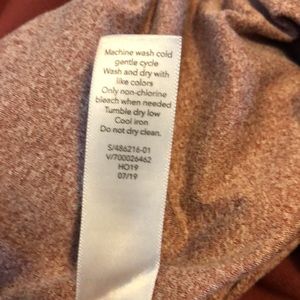 Machine wash cold
gentle cycle
Wash and dry with
like colors
Only non-chlorine
bleach when needed
Tumble dry low
Cool iron
Do not dry clean.
S/486216-01
V/700026462
HO19
07/19